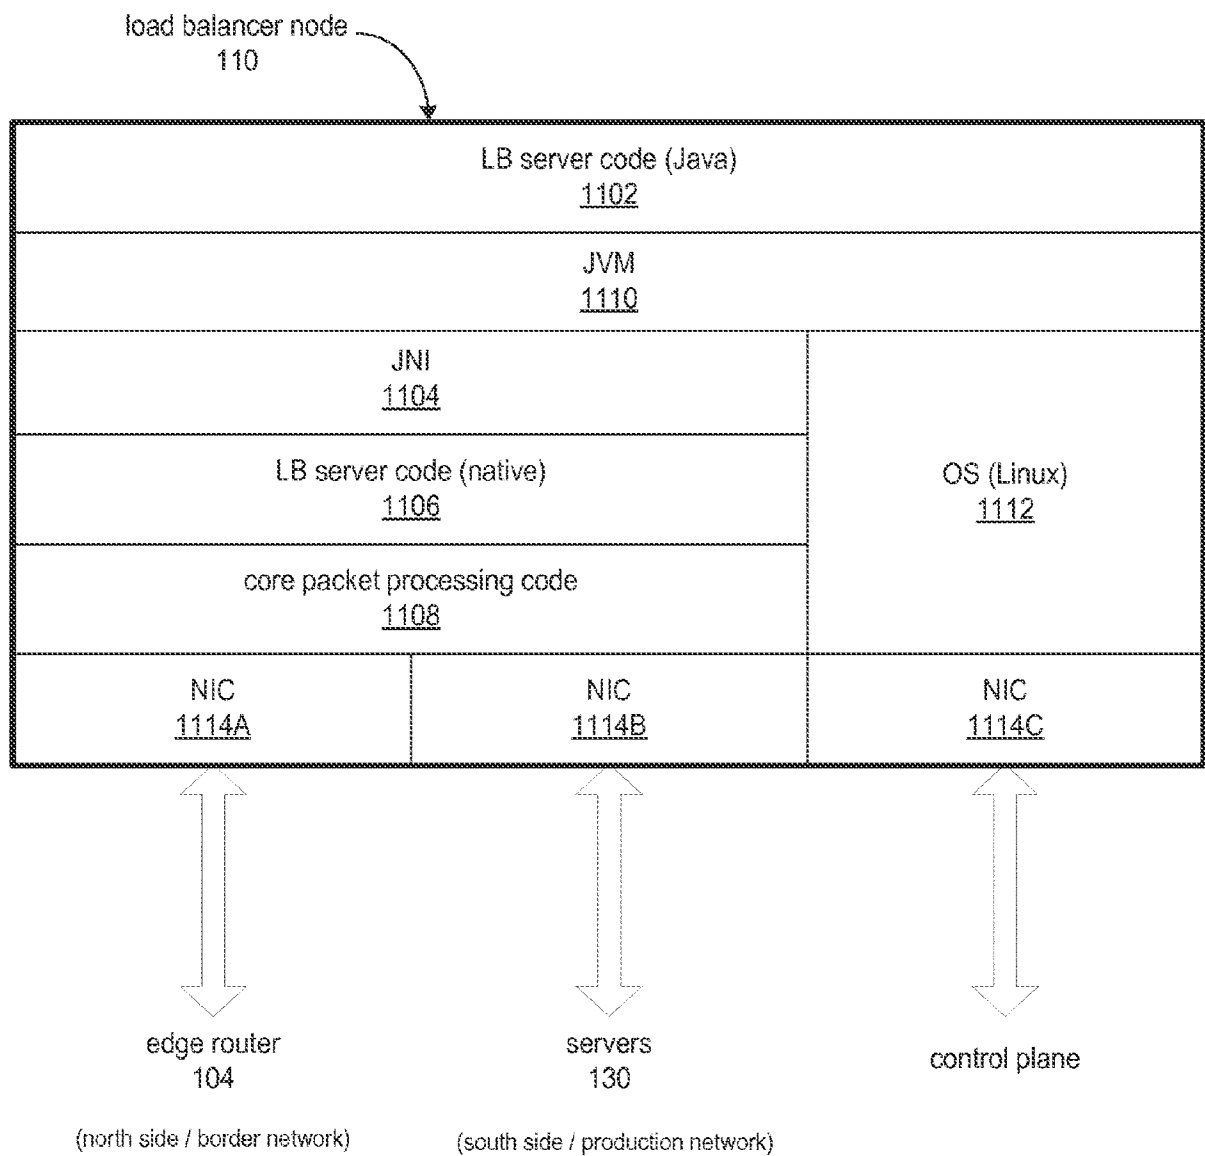 load balancer node
110
LB server code (Java)
1102
JVM
1110
JNI
1104
LB server code (native)
1106
core packet processing code
1108
OS (Linux)
1112
NIC
1114A
NIC
1114B
NIC
1114C
edge router
104
(north side / border network)
servers
130
(south side / production network)
control plane